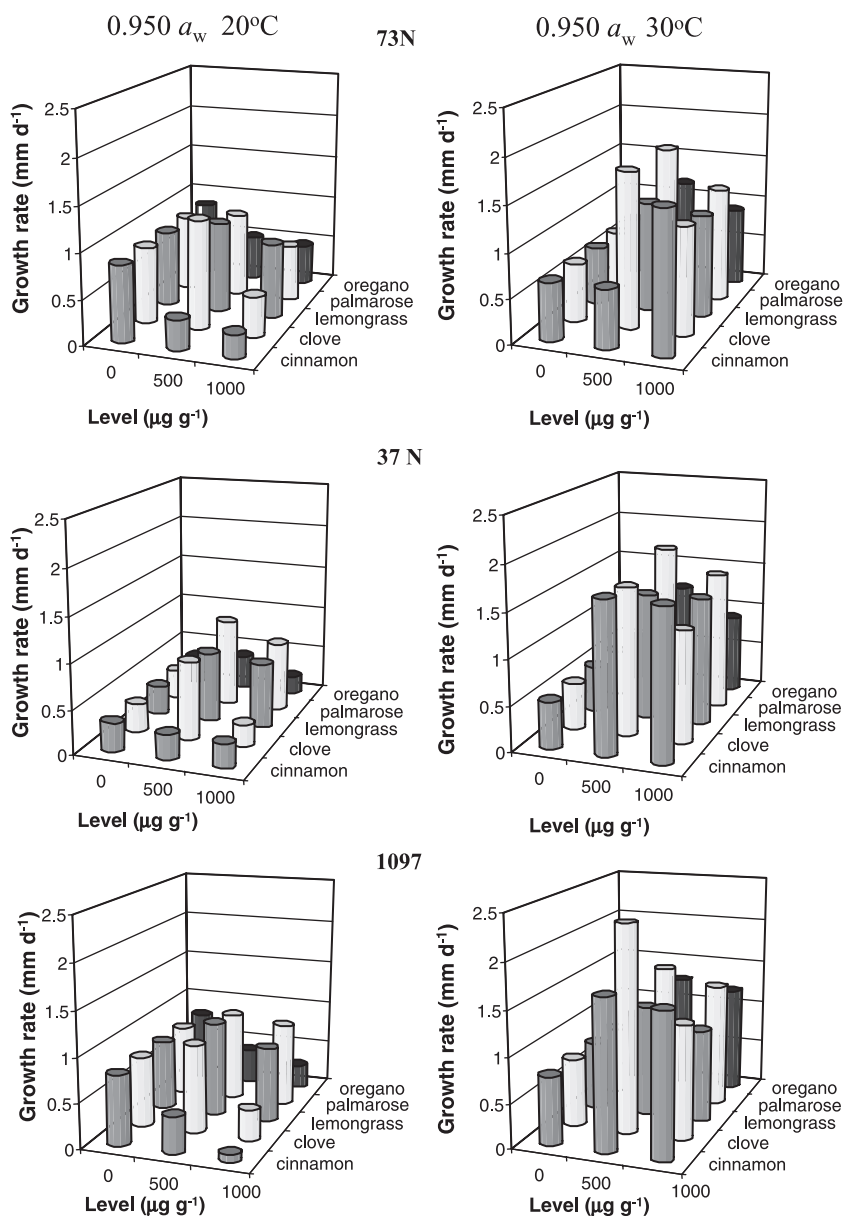 0.950 aw 20ºC
73N
0.950 aw 30ºC
Growth rate (mm d-1)
2.5
2
1.5
1
0.5
0
0
500
1000
Level (µg g-1)
oregano
palmarose
lemongrass
clove
cinnamon
Growth rate (mm d-1)
2.5
2
1.5
1
0.5
0
0
500
1000
Level (µg g-1)
oregano
palmarose
lemongrass
clove
cinnamon
37 N
Growth rate (mm d-1)
2.5
2
1.5
1
0.5
0
0
500
1000
Level (µg g-1)
oregano
palmarose
lemongrass
clove
cinnamon
Growth rate (mm d-1)
2.5
2
1.5
1
0.5
0
0
500
1000
Level (µg g-1)
oregano
palmarose
lemongrass
clove
cinnamon
1097
Growth rate (mm d-1)
2.5
2
1.5
1
0.5
0
0
500
1000
Level (µg g-1)
oregano
palmarose
lemongrass
clove
cinnamon
Growth rate (mm d-1)
2.5
2
1.5
1
0.5
0
0
500
1000
Level (µg g-1)
oregano
palmarose
lemongrass
clove
cinnamon